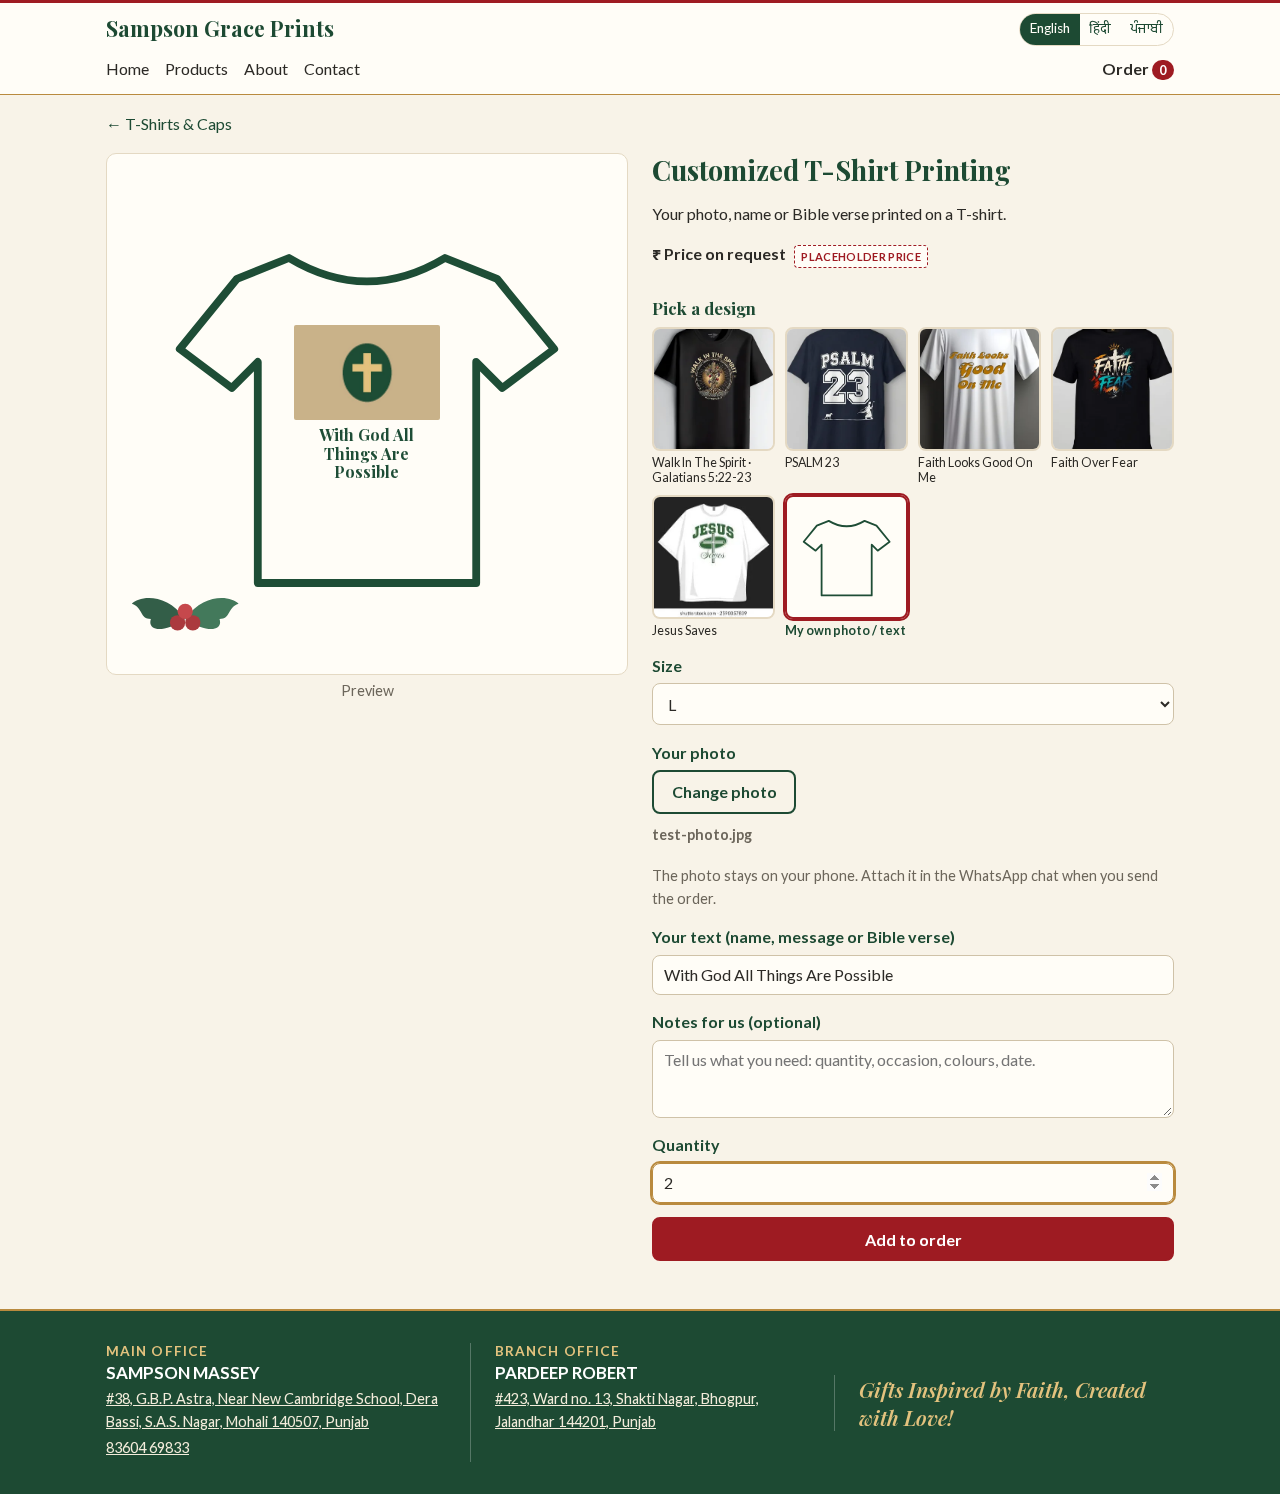 Sampson Grace Prints
English
हिंदी
ਪੰਜਾਬੀ
Home
Products
About
Contact
Order 0
← T-Shirts & Caps
With God All
Things Are
Possible
Preview
Customized T-Shirt Printing
Your photo, name or Bible verse printed on a T-shirt.
₹ Price on request
PLACEHOLDER PRICE
Pick a design
WALK IN THE SPIRIT
PSALM
23
Faith Looks
Good
On Me
FAITH
FEAR
Walk In The Spirit ·
Galatians 5:22-23
PSALM 23
Faith Looks Good On
Me
Faith Over Fear
JESUS
Saves
Jesus Saves
My own photo / text
Size
L
Your photo
Change photo
test-photo.jpg
The photo stays on your phone. Attach it in the WhatsApp chat when you send
the order.
Your text (name, message or Bible verse)
With God All Things Are Possible
Notes for us (optional)
Tell us what you need: quantity, occasion, colours, date.
Quantity
2
Add to order
MAIN OFFICE
SAMPSON MASSEY
#38, G.B.P. Astra, Near New Cambridge School, Dera
Bassi, S.A.S. Nagar, Mohali 140507, Punjab
83604 69833
BRANCH OFFICE
PARDEEP ROBERT
#423, Ward no. 13, Shakti Nagar, Bhogpur,
Jalandhar 144201, Punjab
Gifts Inspired by Faith, Created
with Love!